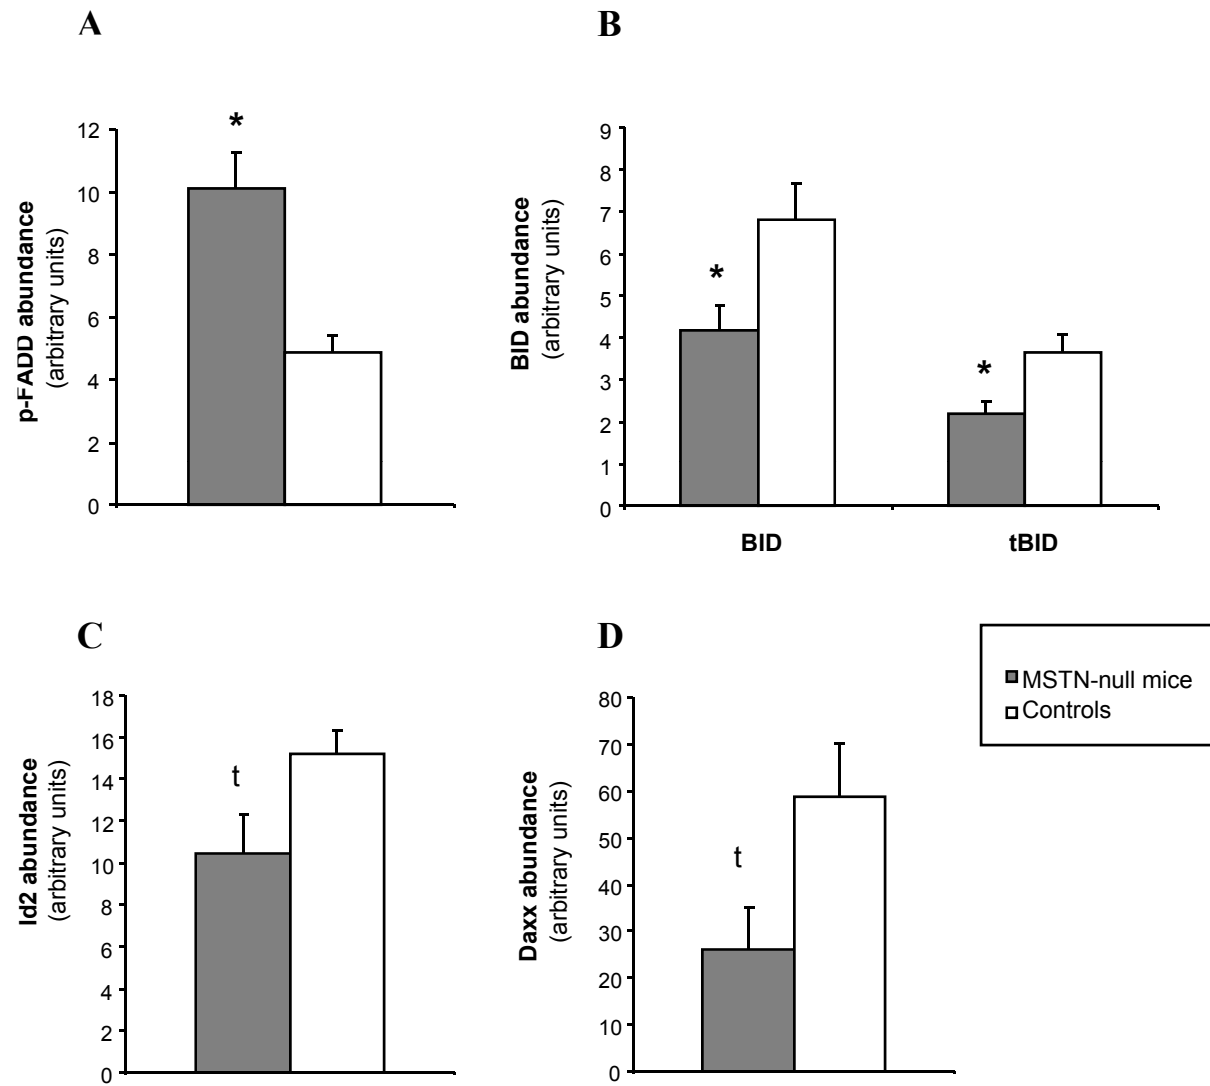 A
p-FADD abundance
(arbitrary units)
12
10
8
6
4
2
0
*
B
BID abundance
(arbitrary units)
9
8
7
6
5
4
3
2
1
0
*
*
BID
tBID
C
Id2 abundance
(arbitrary units)
18
16
14
12
10
8
6
4
2
0
t
D
Daxx abundance
(arbitrary units)
80
70
60
50
40
30
20
10
0
t
MSTN-null mice
Controls